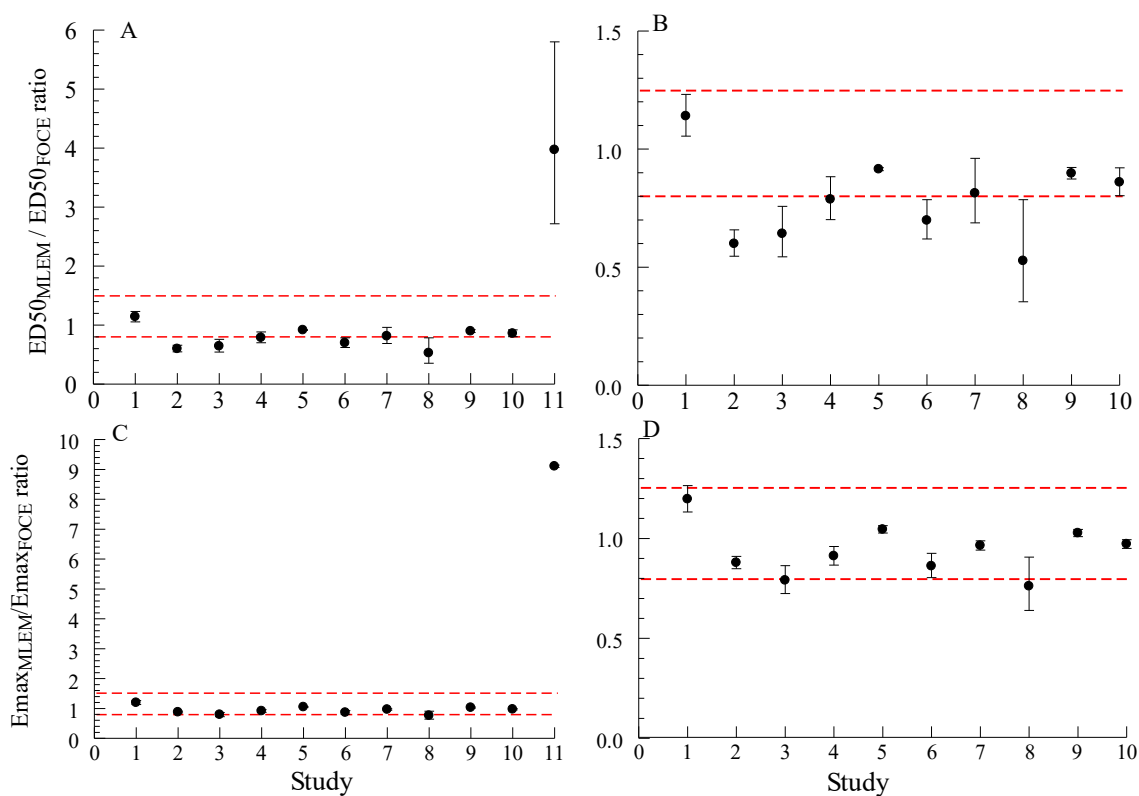 A
ED50MLEM / ED50FOCE ratio
6
5
4
3
2
1
0
0 1 2 3 4 5 6 7 8 9 10 11
B
1.5
1.0
0.5
0.0
0 1 2 3 4 5 6 7 8 9 10
C
EmaxMLEM/EmaxFOCE ratio
10
9
8
7
6
5
4
3
2
1
0
0 1 2 3 4 5 6 7 8 9 10 11
Study
D
1.5
1.0
0.5
0.0
0 1 2 3 4 5 6 7 8 9 10
Study